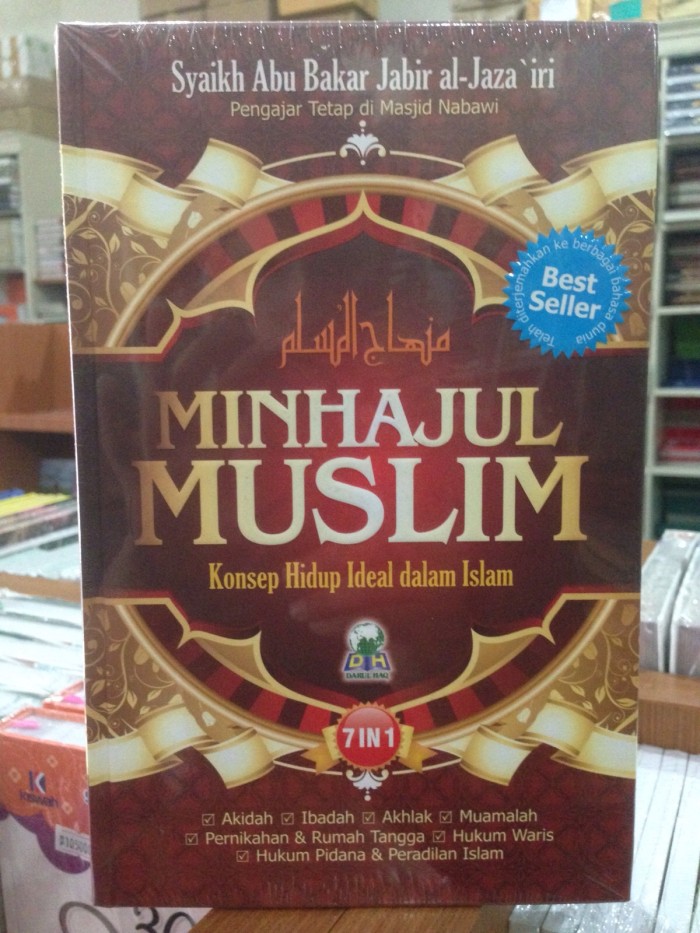 Syaikh Abu Bakar Jabir al-Jaza`iri
Pengajar Tetap di Masjid Nabawi
Telah diterjemahkan ke berbagai bahasa dunia
Best
Seller
منهاج المسلم
MINHAJUL
MUSLIM
Konsep Hidup Ideal dalam Islam
DH
DARUL HAQ
7 IN 1
☑ Akidah ☑ Ibadah ☑ Akhlak ☑ Muamalah
☑ Pernikahan & Rumah Tangga ☑ Hukum Waris
☑ Hukum Pidana & Peradilan Islam
kiswah